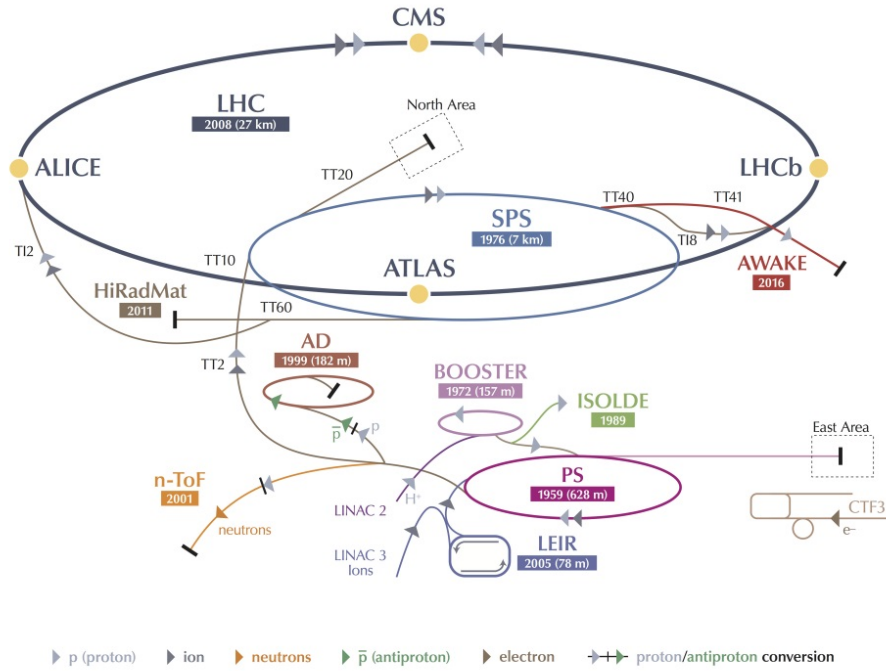 CMS
LHC
2008 (27 km)
North Area
ALICE
LHCb
TT20
TT40
TT41
SPS
1976 (7 km)
TI8
TI2
TT10
ATLAS
AWAKE
2016
HiRadMat
2011
TT60
AD
1999 (182 m)
TT2
BOOSTER
1972 (157 m)
ISOLDE
1989
p̅
p
East Area
n-ToF
2001
PS
1959 (628 m)
LINAC 2
neutrons
CTF3
e–
LEIR
2005 (78 m)
LINAC 3
Ions
p (proton)
ion
neutrons
p̅ (antiproton)
electron
proton/antiproton conversion